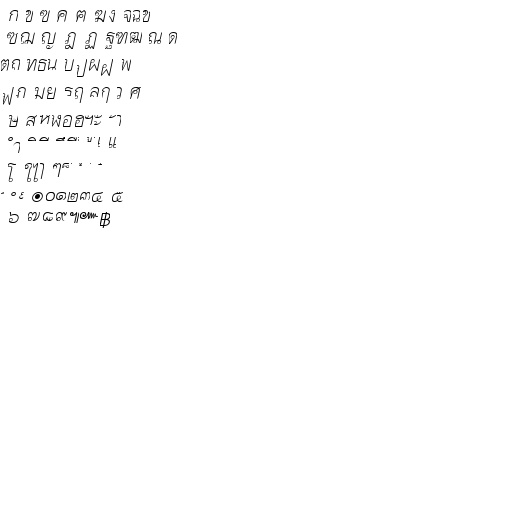 ก ข ฃ ค ฅ ฆ ง จ ฉ ช
ซ ฌ ญ ฎ ฏ ฐ ฑ ฒ ณ ด
ต ถ ท ธ น บ ป ผ ฝ พ
ฟ ภ ม ย ร ฤ ล ฦ ว ศ
ษ ส ห ฬ อ ฮ ฯ ะ ั า
ำ ิ ี ึ ื ุ ู เ แ
โ ใ ไ ๅ ๆ ็ ่ ้ ๊ ๋
์ ํ ๎ ๏ ๐ ๑ ๒ ๓ ๔ ๕
๖ ๗ ๘ ๙ ๚ ๛ ฿